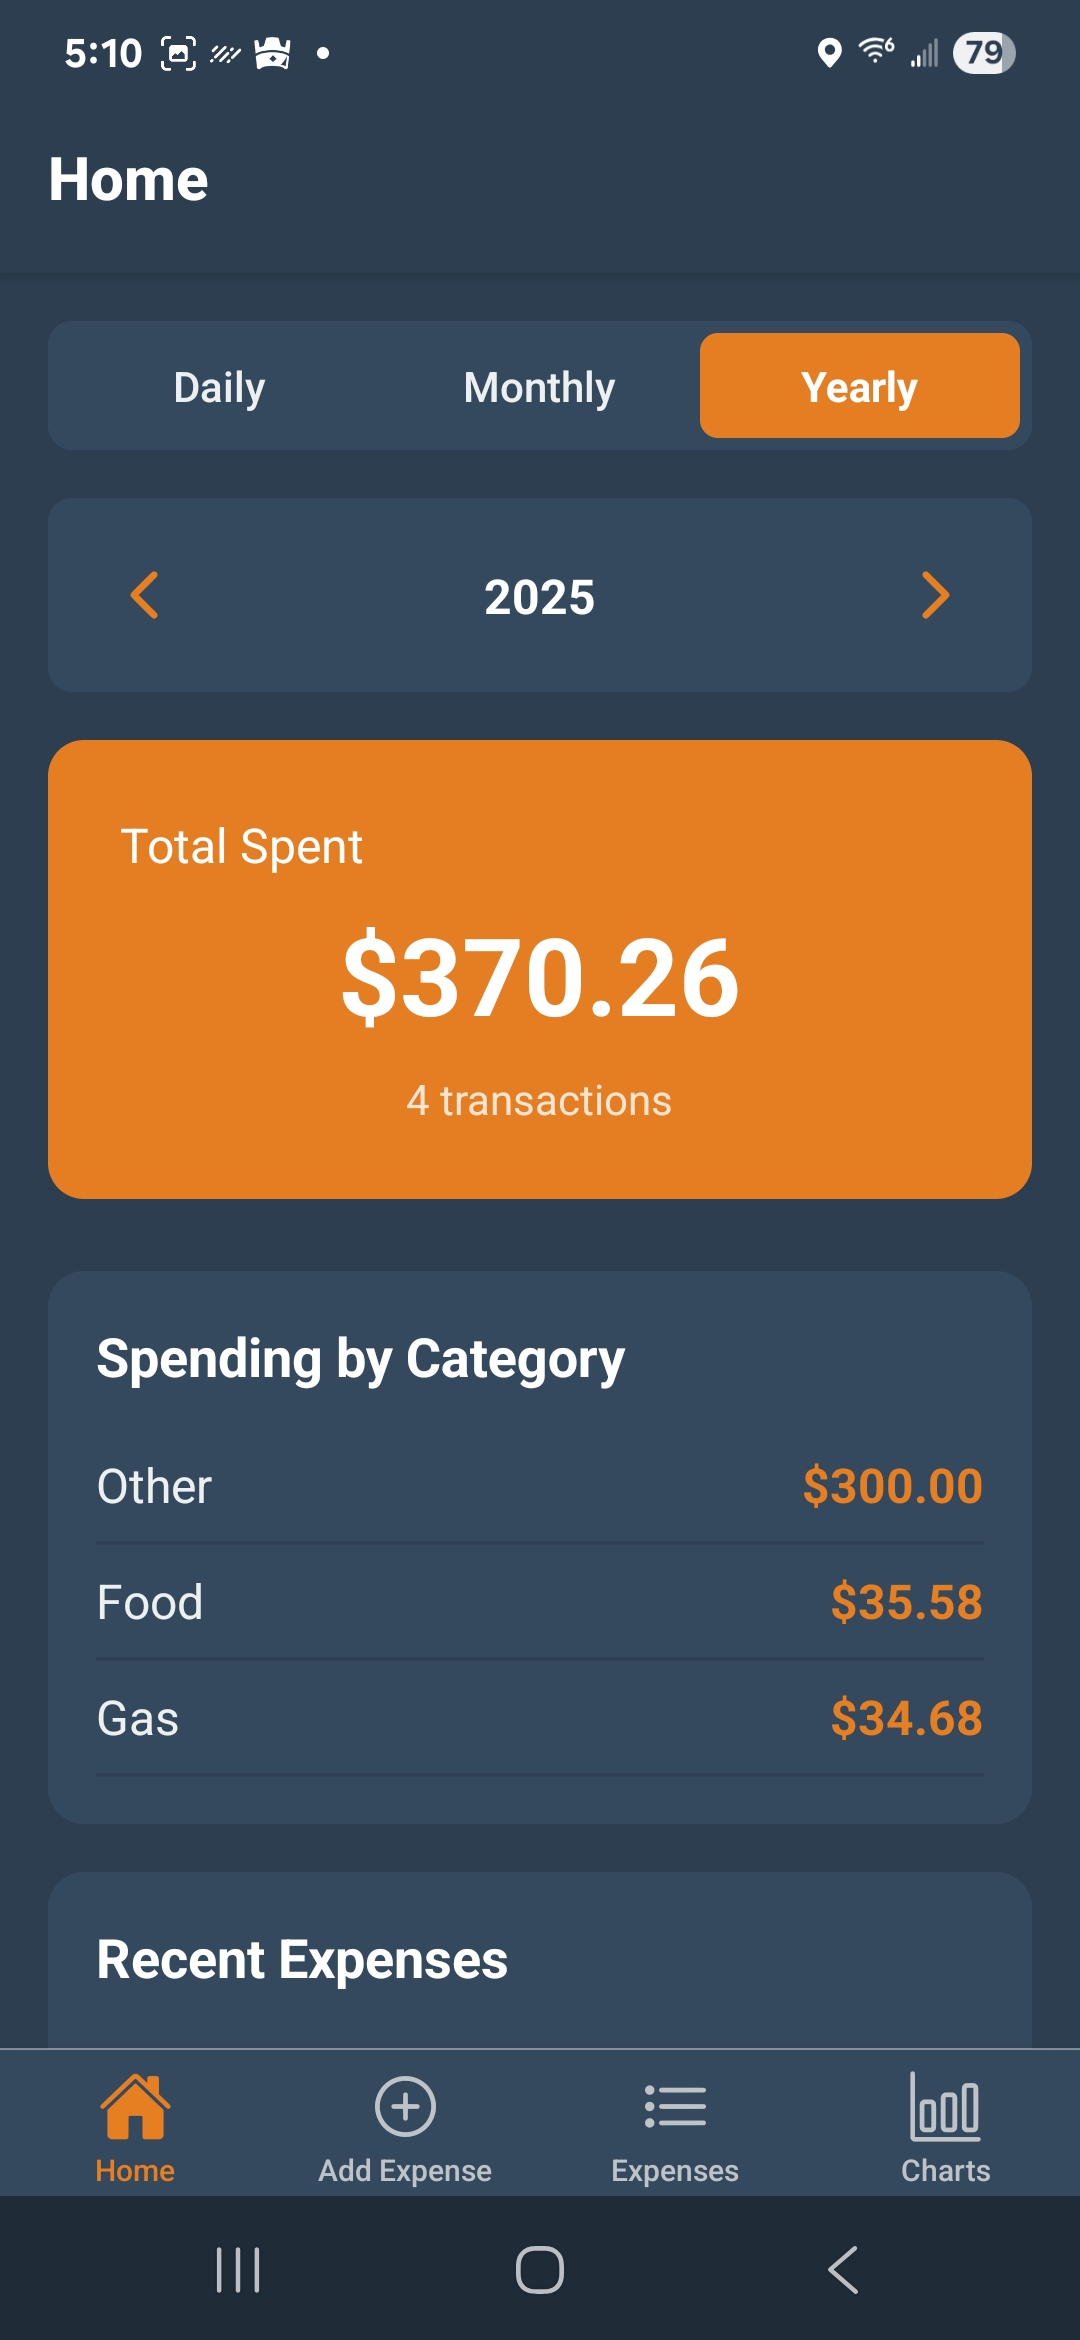 5:10
6
79
Home
Daily Monthly Yearly
2025
Total Spent
$370.26
4 transactions
Spending by Category
Other $300.00
Food $35.58
Gas $34.68
Recent Expenses
Home Add Expense Expenses Charts